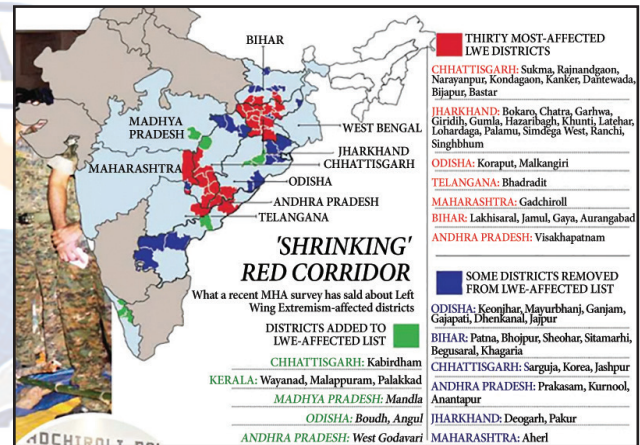 BIHAR
MADHYA
PRADESH
WEST BENGAL
JHARKHAND
CHHATTISGARH
MAHARASHTRA
ODISHA
ANDHRA PRADESH
TELANGANA
'SHRINKING'
RED CORRIDOR
What a recent MHA survey has said about Left
Wing Extremism-affected districts
DISTRICTS ADDED TO
LWE-AFFECTED LIST
CHHATTISGARH: Kabirdham
KERALA: Wayanad, Malappuram, Palakkad
MADHYA PRADESH: Mandla
ODISHA: Boudh, Angul
ANDHRA PRADESH: West Godavari
THIRTY MOST-AFFECTED
LWE DISTRICTS
CHHATTISGARH: Sukma, Rajnandgaon,
Narayanpur, Kondagaon, Kanker, Dantewada,
Bijapur, Bastar
JHARKHAND: Bokaro, Chatra, Garhwa,
Giridih, Gumla, Hazaribagh, Khunti, Latehar,
Lohardaga, Palamu, Simdega West, Ranchi,
Singhbhum
ODISHA: Koraput, Malkangiri
TELANGANA: Bhadradit
MAHARASHTRA: Gadchiroll
BIHAR: Lakhisarai, Jamul, Gaya, Aurangabad
ANDHRA PRADESH: Visakhapatnam
SOME DISTRICTS REMOVED
FROM LWE-AFFECTED LIST
ODISHA: Keonjhar, Mayurbhanj, Ganjam,
Gajapati, Dhenkanal, Jajpur
BIHAR: Patna, Bhojpur, Sheohar, Sitamarhi,
Begusarai, Khagaria
CHHATTISGARH: Sarguja, Korea, Jashpur
ANDHRA PRADESH: Prakasam, Kurnool,
Anantapur
JHARKHAND: Deogarh, Pakur
MAHARASHTRA: Aherl